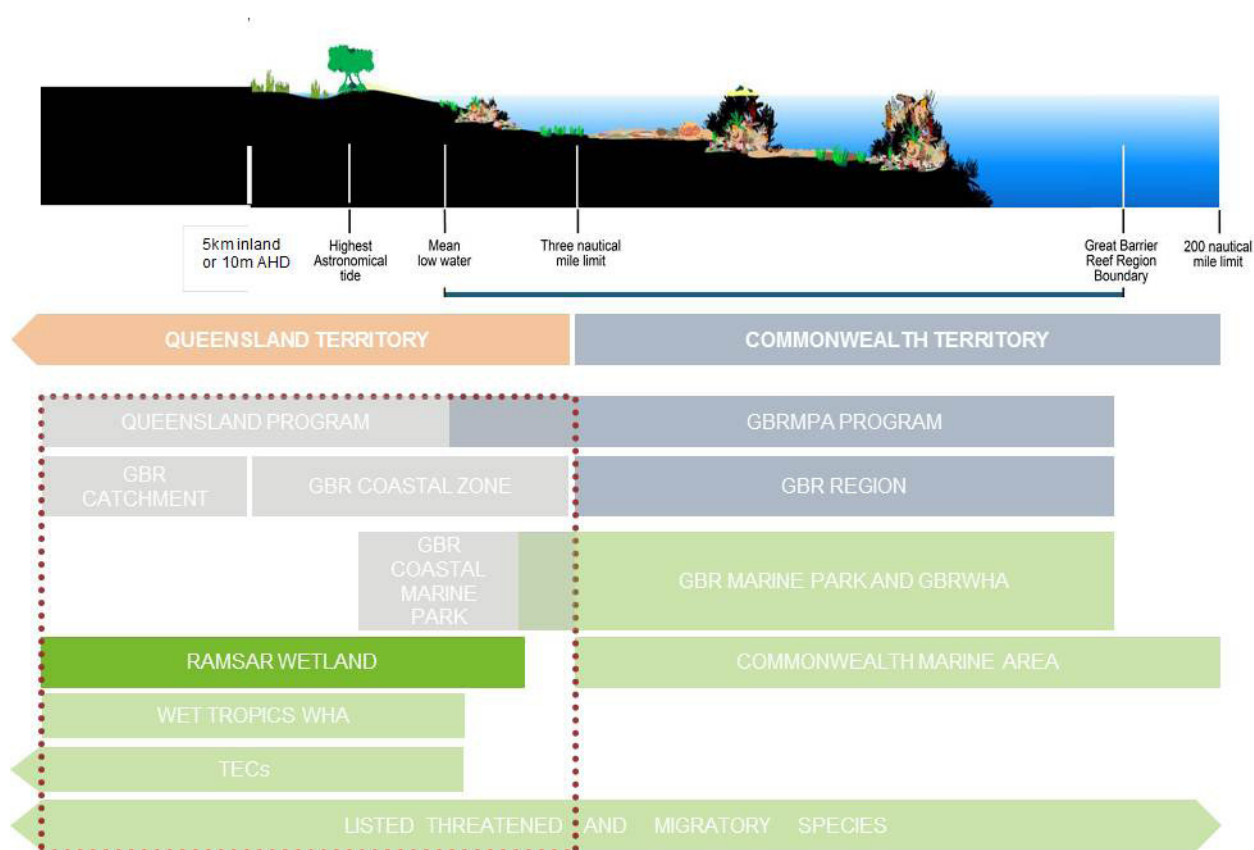 5km inland
or 10m AHD
Highest
Astronomical
tide
Mean
low water
Three nautical
mile limit
Great Barrier
Reef Region
Boundary
200 nautical
mile limit
QUEENSLAND TERRITORY
COMMONWEALTH TERRITORY
QUEENSLAND PROGRAM
GBRMPA PROGRAM
GBR
CATCHMENT
GBR COASTAL ZONE
GBR REGION
GBR
COASTAL
MARINE
PARK
GBR MARINE PARK AND GBRWHA
RAMSAR WETLAND
COMMONWEALTH MARINE AREA
WET TROPICS WHA
TECs
LISTED THREATENED AND MIGRATORY SPECIES